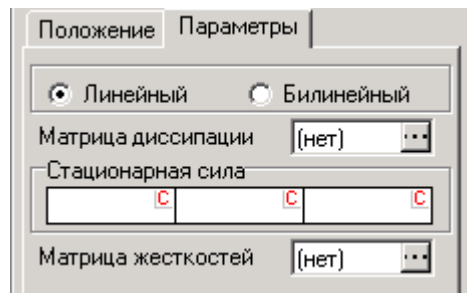 Положение Параметры
Линейный Билинейный
Матрица диссипации (нет) ...
Стационарная сила
C C C
Матрица жесткостей (нет) ...